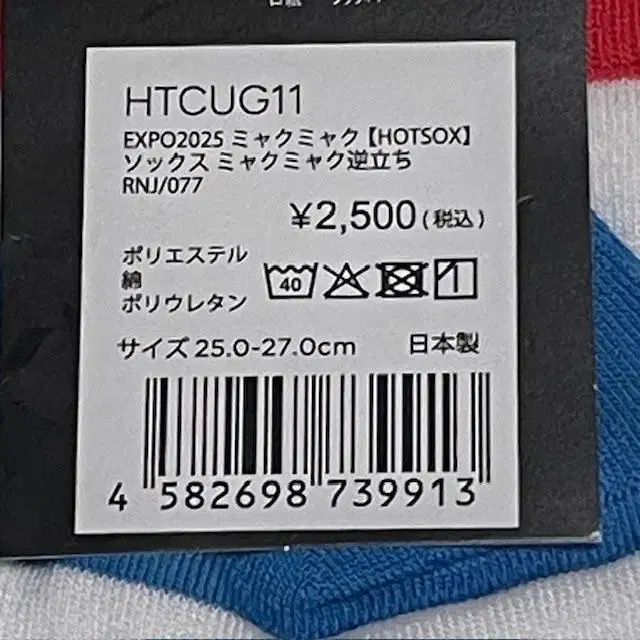 HTCUG11
EXPO2025 ミャクミャク【HOTSOX】
ソックス ミャクミャク逆立ち
RNJ/077
¥2,500(税込)
ポリエステル
綿
ポリウレタン
40
サイズ 25.0-27.0cm 日本製
4 582698 739913